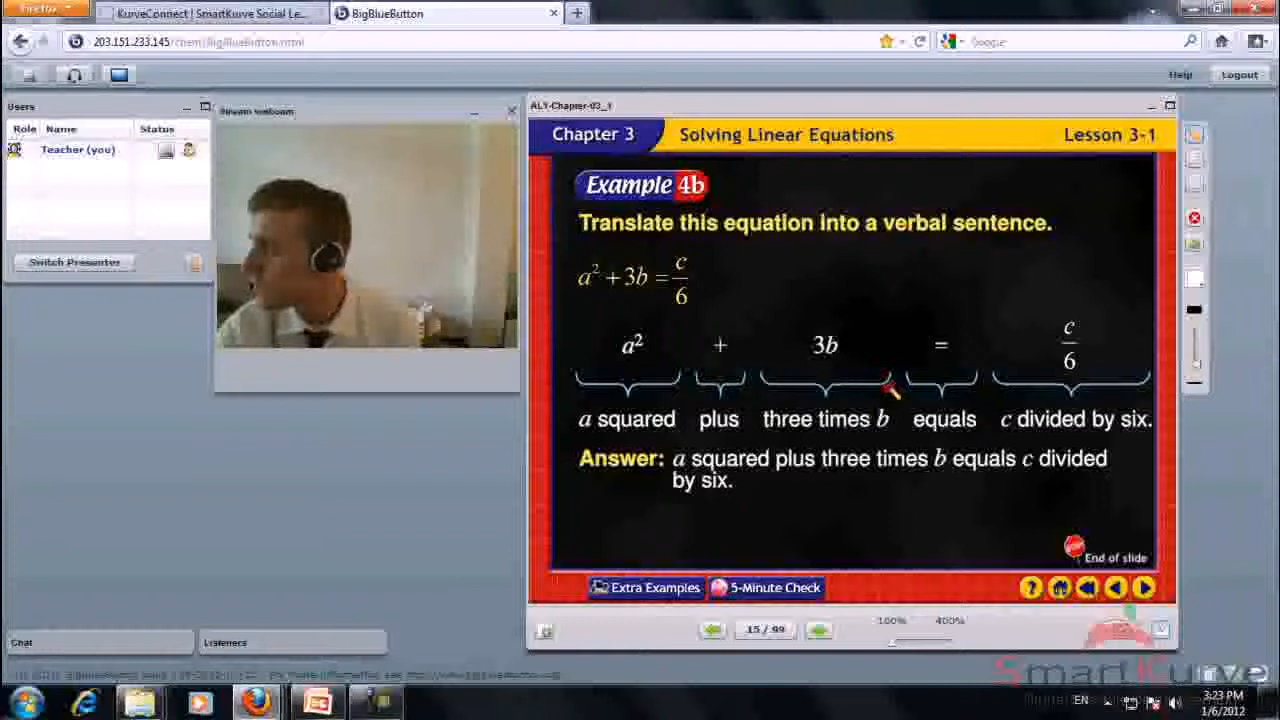 Firefox
KurveConnect | SmartKurve Social Le...
BigBlueButton
203.151.233.145/client/BigBlueButton.html
Google
Help
Logout
Users
Role Name Status
Teacher (you)
Switch Presenter
webcam
ALY-Chapter-03_1
Chapter 3 Solving Linear Equations Lesson 3-1
Example 4b
Translate this equation into a verbal sentence.
a² + 3b = c/6
a² + 3b = c/6
a squared plus three times b equals c divided by six.
Answer: a squared plus three times b equals c divided
by six.
End of slide
Extra Examples
5-Minute Check
?
15 / 99
100% 400%
Chat
Listeners
SmartKurve
EN
3:23 PM
1/6/2012